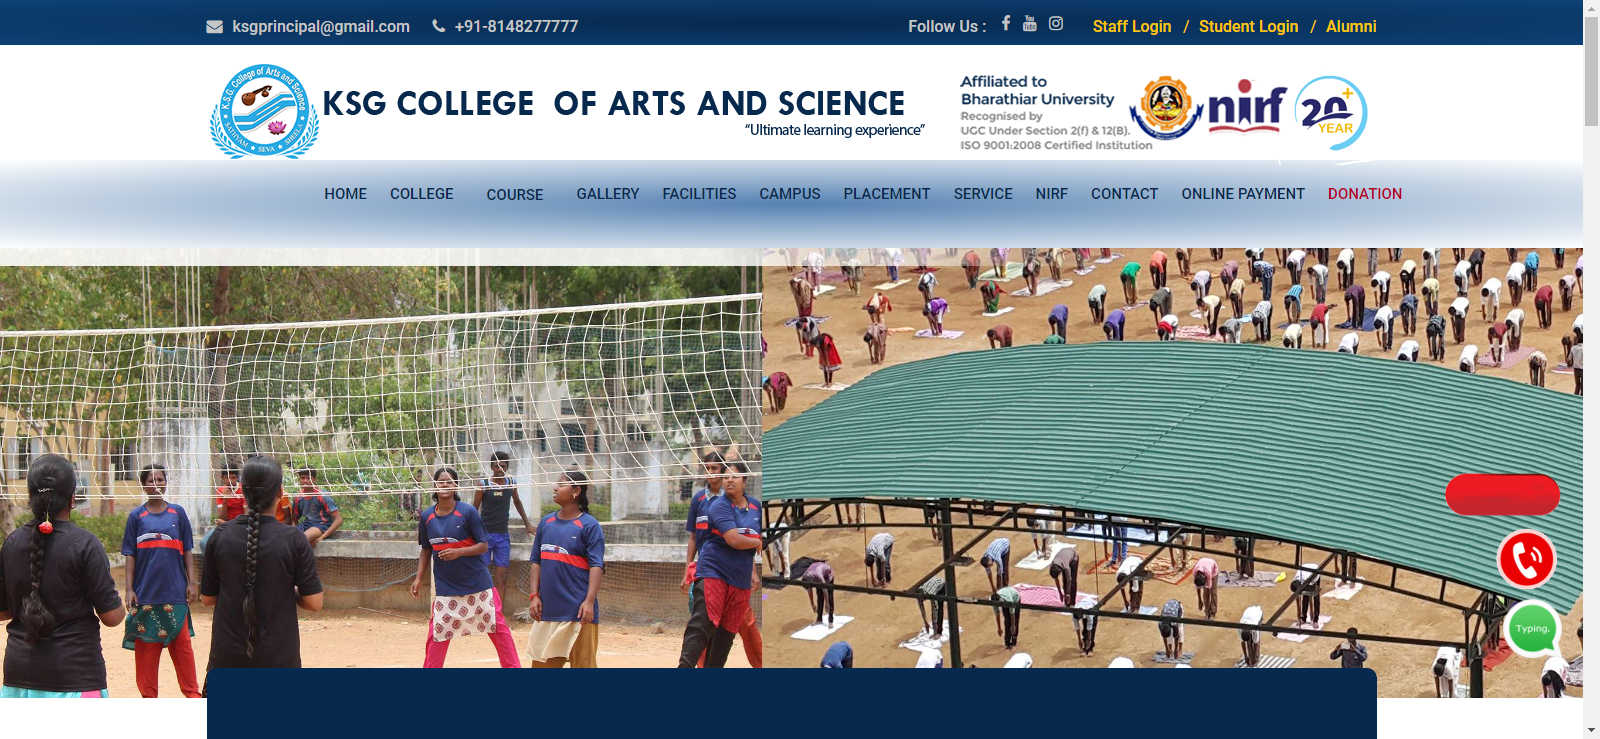 ksgprincipal@gmail.com +91-8148277777 Follow Us : Staff Login / Student Login / Alumni
K.S.G. College of Arts and Science
SATHYAM ★ SEVA ★ SHEELA
KSG COLLEGE OF ARTS AND SCIENCE
“Ultimate learning experience”
Affiliated to
Bharathiar University
Recognised by
UGC Under Section 2(f) & 12(B).
ISO 9001:2008 Certified Institution
nirf
20+
YEAR
HOME COLLEGE COURSE GALLERY FACILITIES CAMPUS PLACEMENT SERVICE NIRF CONTACT ONLINE PAYMENT DONATION
Typing.